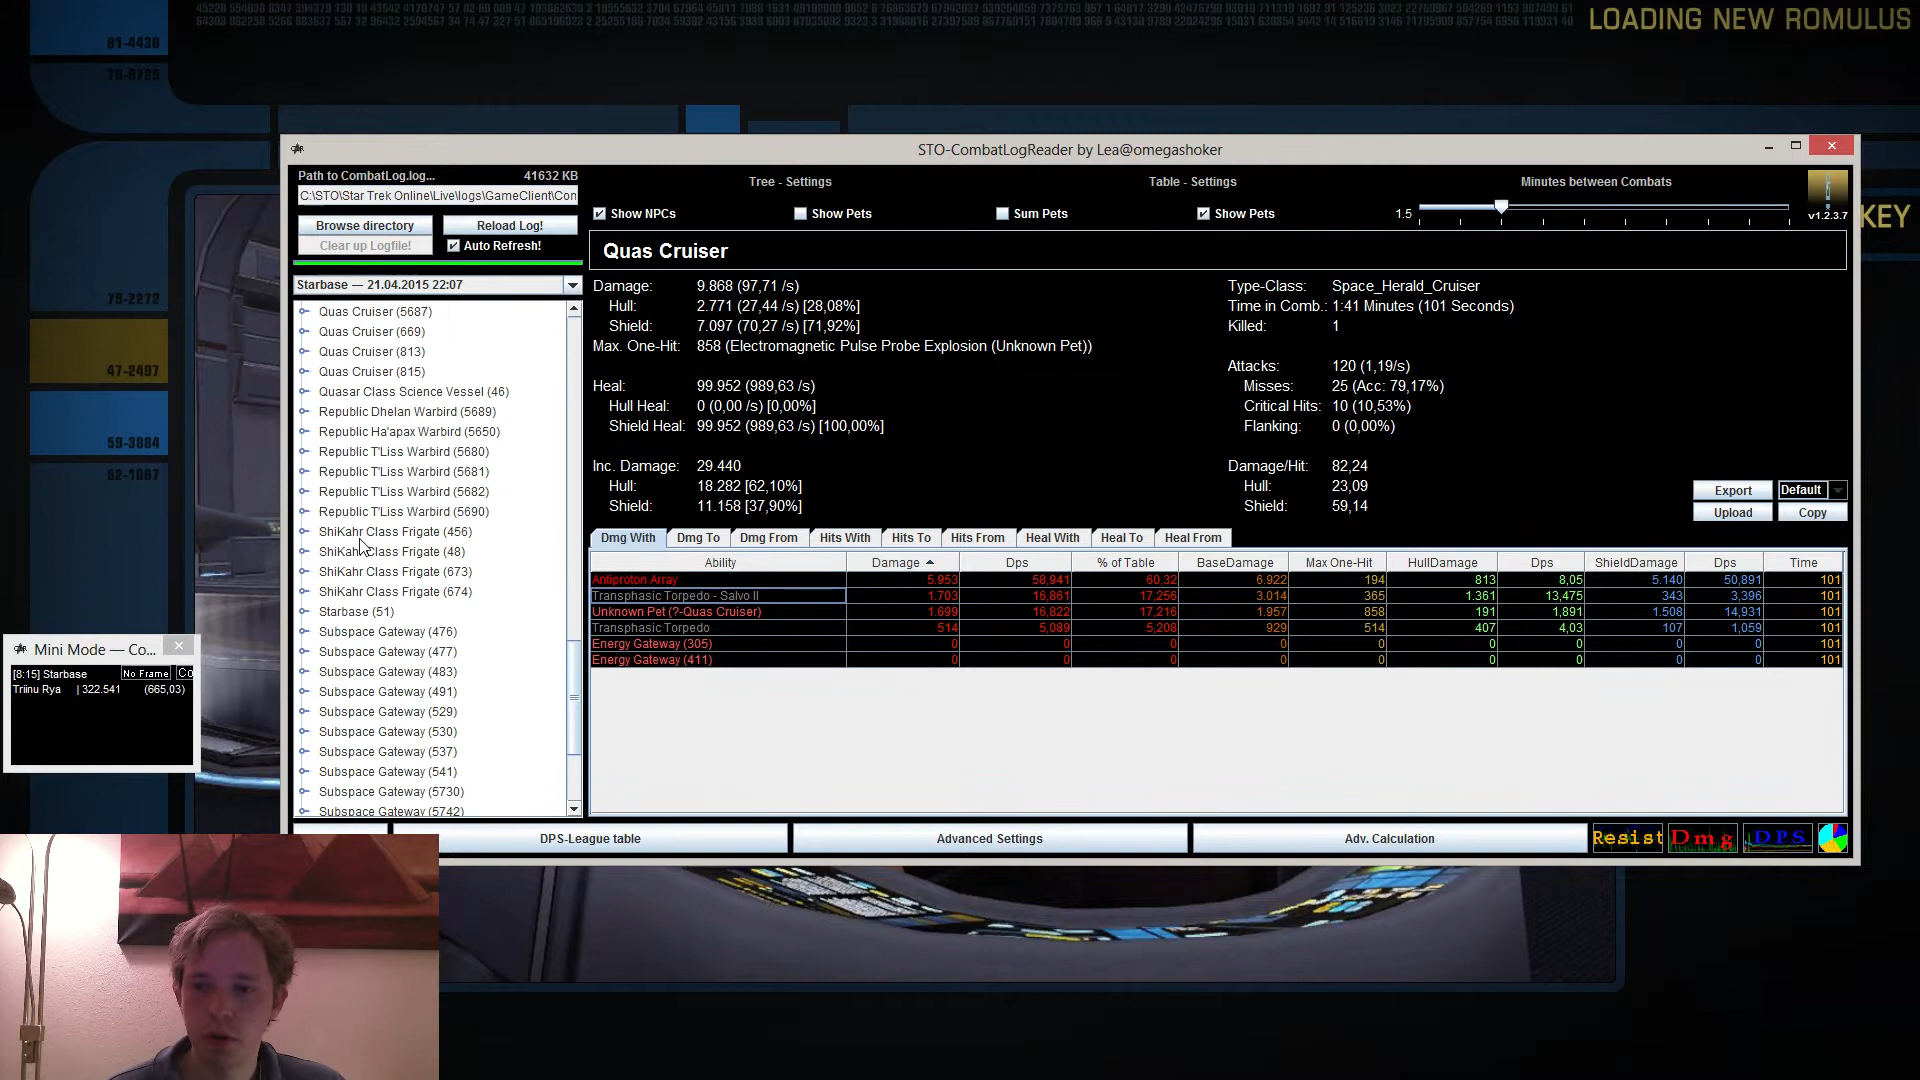 LOADING NEW ROMULUS
81-4430
78-8725
79-2272
47-2497
59-3884
62-1867
KEY
STO-CombatLogReader by Lea@omegashoker
Path to CombatLog.log...
41632 KB
C:\STO\Star Trek Online\Live\logs\GameClient\Con
Browse directory
Reload Log!
Clear up Logfile!
Auto Refresh!
Tree - Settings
Table - Settings
Minutes between Combats
Show NPCs
Show Pets
Sum Pets
Show Pets
1.5
v1.2.3.7
Starbase — 21.04.2015 22:07
Quas Cruiser (5687)
Quas Cruiser (669)
Quas Cruiser (813)
Quas Cruiser (815)
Quasar Class Science Vessel (46)
Republic Dhelan Warbird (5689)
Republic Ha'apax Warbird (5650)
Republic T'Liss Warbird (5680)
Republic T'Liss Warbird (5681)
Republic T'Liss Warbird (5682)
Republic T'Liss Warbird (5690)
ShiKahr Class Frigate (456)
ShiKahr Class Frigate (48)
ShiKahr Class Frigate (673)
ShiKahr Class Frigate (674)
Starbase (51)
Subspace Gateway (476)
Subspace Gateway (477)
Subspace Gateway (483)
Subspace Gateway (491)
Subspace Gateway (529)
Subspace Gateway (530)
Subspace Gateway (537)
Subspace Gateway (541)
Subspace Gateway (5730)
Subspace Gateway (5742)
Quas Cruiser
Damage: 9.868 (97,71 /s)
Hull: 2.771 (27,44 /s) [28,08%]
Shield: 7.097 (70,27 /s) [71,92%]
Max. One-Hit: 858 (Electromagnetic Pulse Probe Explosion (Unknown Pet))
Heal: 99.952 (989,63 /s)
Hull Heal: 0 (0,00 /s) [0,00%]
Shield Heal: 99.952 (989,63 /s) [100,00%]
Inc. Damage: 29.440
Hull: 18.282 [62,10%]
Shield: 11.158 [37,90%]
Type-Class: Space_Herald_Cruiser
Time in Comb.: 1:41 Minutes (101 Seconds)
Killed: 1
Attacks: 120 (1,19/s)
Misses: 25 (Acc: 79,17%)
Critical Hits: 10 (10,53%)
Flanking: 0 (0,00%)
Damage/Hit: 82,24
Hull: 23,09
Shield: 59,14
Export
Default
Upload
Copy
Dmg With
Dmg To
Dmg From
Hits With
Hits To
Hits From
Heal With
Heal To
Heal From
Ability Damage Dps % of Table BaseDamage Max One-Hit HullDamage Dps ShieldDamage Dps Time
Antiproton Array 5.953 58,941 60,32 6.922 194 813 8,05 5.140 50,891 101
Transphasic Torpedo - Salvo II 1.703 16,861 17,256 3.014 365 1.361 13,475 343 3,396 101
Unknown Pet (?-Quas Cruiser) 1.699 16,822 17,216 1.957 858 191 1,891 1.508 14,931 101
Transphasic Torpedo 514 5,089 5,208 929 514 407 4,03 107 1,059 101
Energy Gateway (305) 0 0 0 0 0 0 0 0 0 101
Energy Gateway (411) 0 0 0 0 0 0 0 0 0 101
DPS-League table
Advanced Settings
Adv. Calculation
Resist
Dmg
DPS
Mini Mode — Co...
[8:15] Starbase
No Frame
Co
Triinu Rya | 322.541 (665,03)